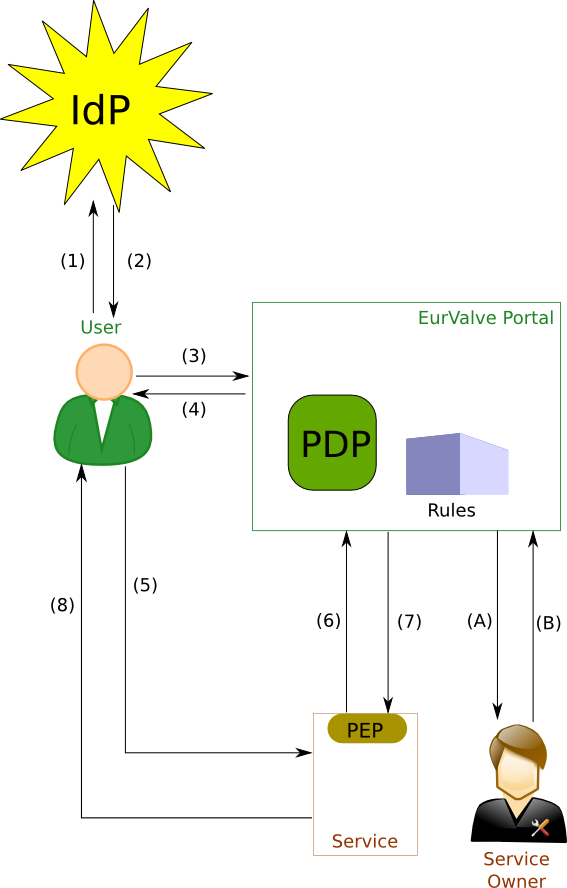 IdP
(1)
(2)
User
EurValve Portal
(3)
(4)
PDP
Rules
(5)
(8)
(6)
(7)
(A)
(B)
PEP
Service
Service
Owner